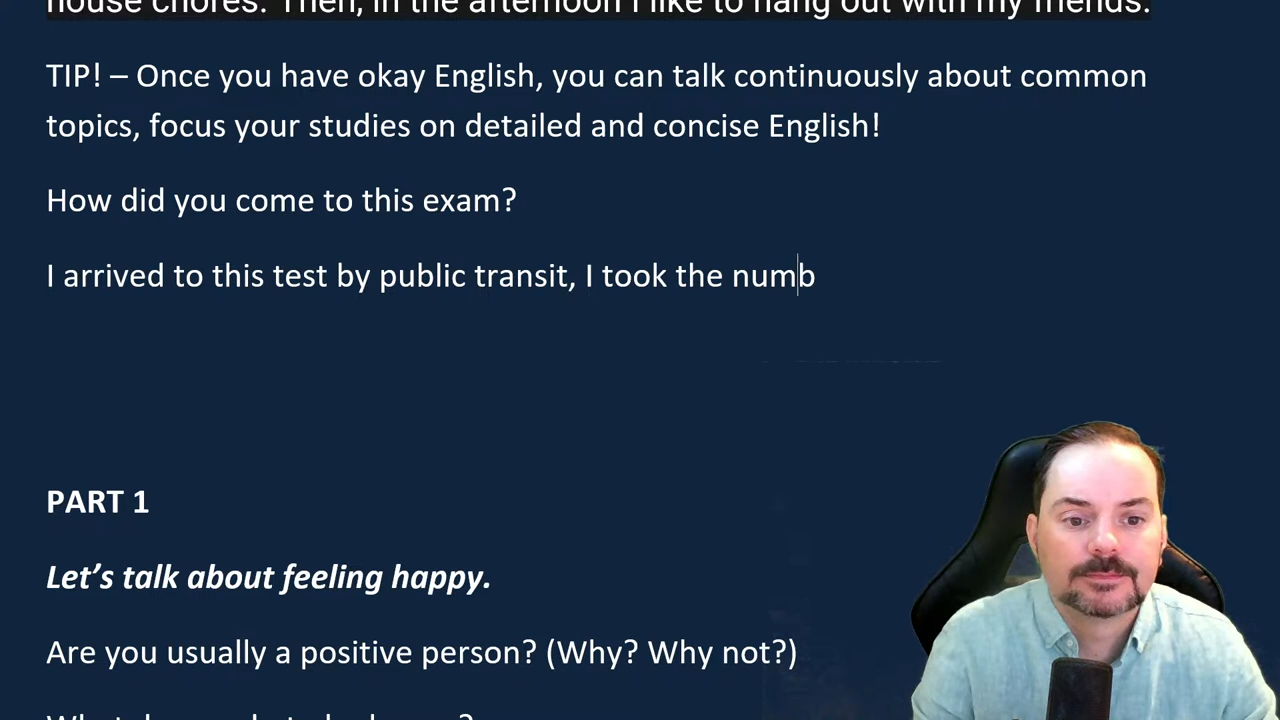 house chores. Then, in the afternoon I like to hang out with my friends.
TIP! – Once you have okay English, you can talk continuously about common
topics, focus your studies on detailed and concise English!
How did you come to this exam?
I arrived to this test by public transit, I took the numb
PART 1
Let’s talk about feeling happy.
Are you usually a positive person? (Why? Why not?)